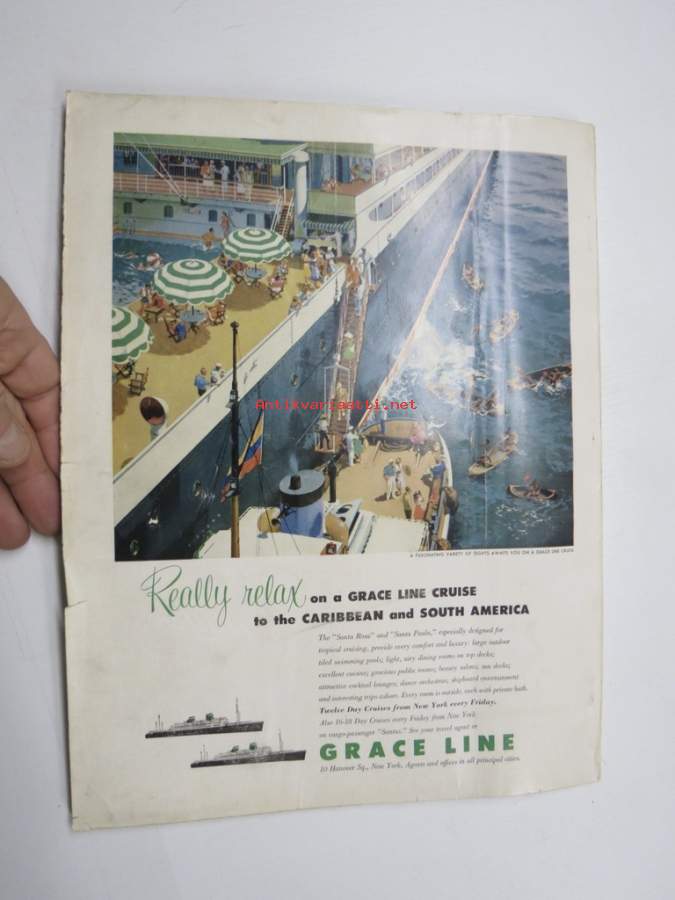 Antikvariaatti.net
A FASCINATING VARIETY OF SIGHTS AWAITS YOU ON A GRACE LINE CRUISE
Really relax on a GRACE LINE CRUISE
to the CARIBBEAN and SOUTH AMERICA
The "Santa Rosa" and "Santa Paula," especially designed for
tropical cruising, provide every comfort and luxury: large outdoor
tiled swimming pools; light, airy dining rooms on top decks;
excellent cuisine; gracious public rooms; beauty salons; sun decks;
attractive cocktail lounges; dance orchestras; shipboard entertainment
and interesting trips ashore. Every room is outside, each with private bath.
Twelve Day Cruises from New York every Friday.
Also 16-18 Day Cruises every Friday from New York
on cargo-passenger "Santas." See your travel agent or
GRACE LINE
10 Hanover Sq., New York. Agents and offices in all principal cities.